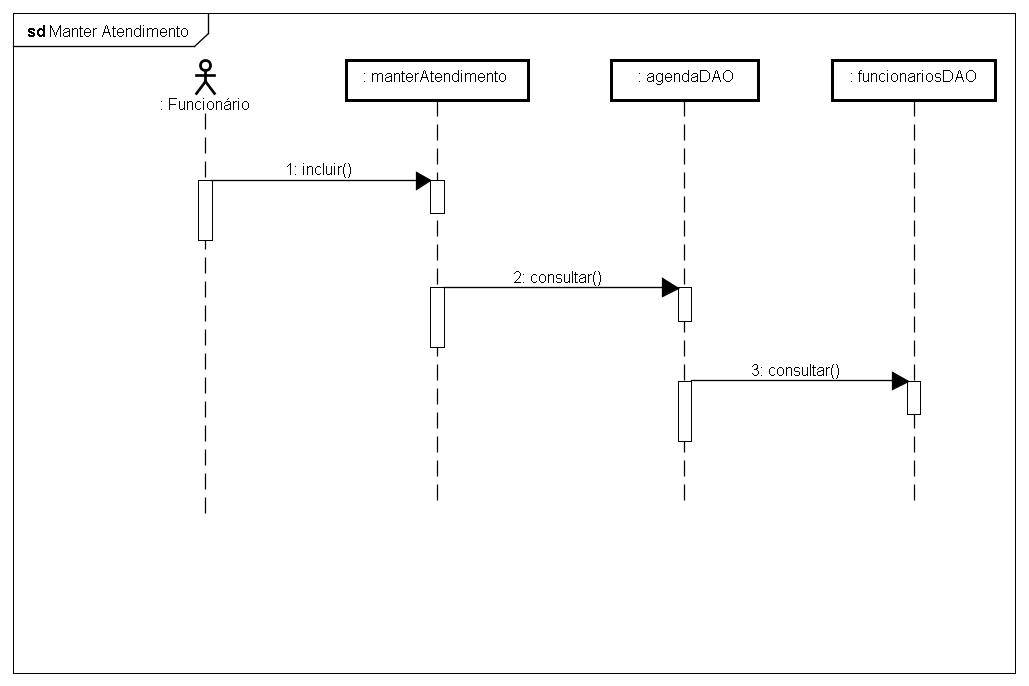 sd Manter Atendimento
: Funcionário
: manterAtendimento
: agendaDAO
: funcionariosDAO
1: incluir()
2: consultar()
3: consultar()